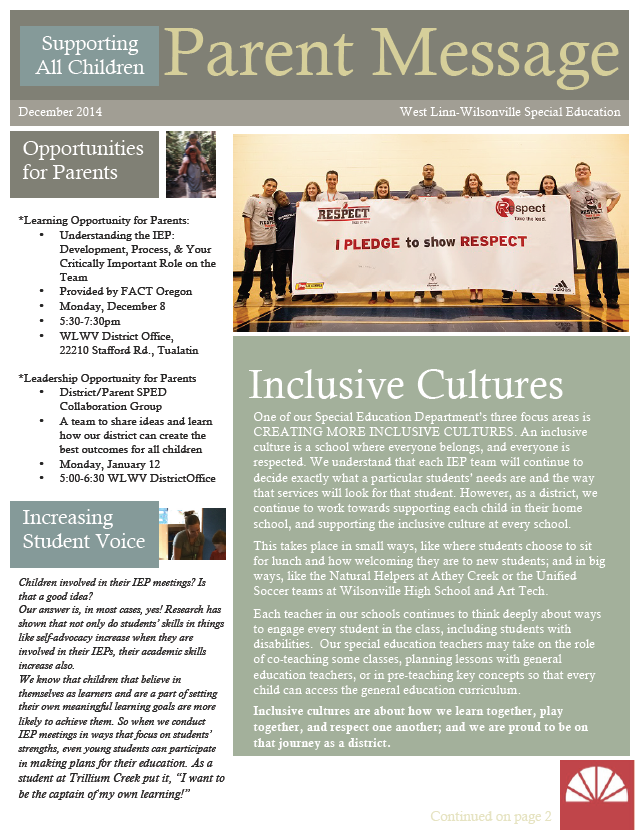 Supporting
All Children
Parent Message
December 2014
West Linn-Wilsonville Special Education
Opportunities
for Parents
*Learning Opportunity for Parents:
• Understanding the IEP:
Development, Process, & Your
Critically Important Role on the
Team
• Provided by FACT Oregon
• Monday, December 8
• 5:30-7:30pm
• WLWV District Office,
22210 Stafford Rd., Tualatin
*Leadership Opportunity for Parents
• District/Parent SPED
Collaboration Group
• A team to share ideas and learn
how our district can create the
best outcomes for all children
• Monday, January 12
• 5:00-6:30 WLWV DistrictOffice
Increasing
Student Voice
Children involved in their IEP meetings? Is
that a good idea?
Our answer is, in most cases, yes! Research has
shown that not only do students' skills in things
like self-advocacy increase when they are
involved in their IEPs, their academic skills
increase also.
We know that children that believe in
themselves as learners and are a part of setting
their own meaningful learning goals are more
likely to achieve them. So when we conduct
IEP meetings in ways that focus on students'
strengths, even young students can participate
in making plans for their education. As a
student at Trillium Creek put it, "I want to
be the captain of my own learning!"
RESPECT
Respect
Take the lead.
I PLEDGE to show RESPECT
adidas
Inclusive Cultures
One of our Special Education Department's three focus areas is
CREATING MORE INCLUSIVE CULTURES. An inclusive
culture is a school where everyone belongs, and everyone is
respected. We understand that each IEP team will continue to
decide exactly what a particular students' needs are and the way
that services will look for that student. However, as a district, we
continue to work towards supporting each child in their home
school, and supporting the inclusive culture at every school.
This takes place in small ways, like where students choose to sit
for lunch and how welcoming they are to new students; and in big
ways, like the Natural Helpers at Athey Creek or the Unified
Soccer teams at Wilsonville High School and Art Tech.
Each teacher in our schools continues to think deeply about ways
to engage every student in the class, including students with
disabilities. Our special education teachers may take on the role
of co-teaching some classes, planning lessons with general
education teachers, or in pre-teaching key concepts so that every
child can access the general education curriculum.
Inclusive cultures are about how we learn together, play
together, and respect one another; and we are proud to be on
that journey as a district.
Continued on page 2